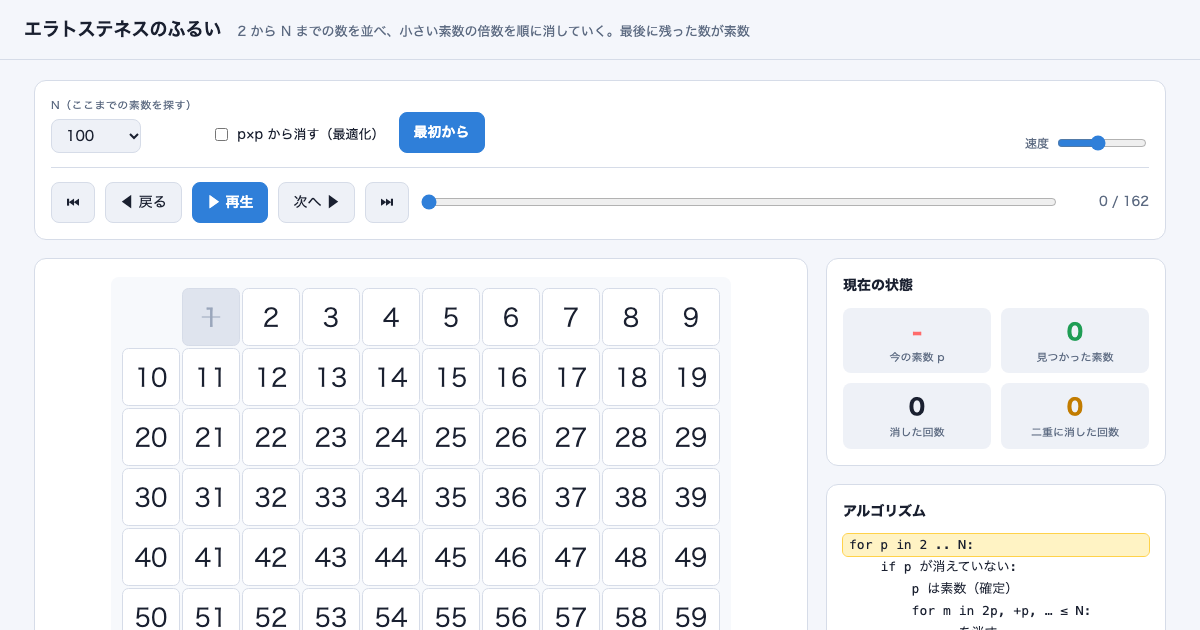 エラトステネスのふるい 2 から N までの数を並べ、小さい素数の倍数を順に消していく。最後に残った数が素数
N（ここまでの素数を探す）
100 p×p から消す（最適化） 最初から 速度
⏮ ◀ 戻る ▶ 再生 次へ ▶ ⏭ 0 / 162
1 2 3 4 5 6 7 8 9
10 11 12 13 14 15 16 17 18 19
20 21 22 23 24 25 26 27 28 29
30 31 32 33 34 35 36 37 38 39
40 41 42 43 44 45 46 47 48 49
50 51 52 53 54 55 56 57 58 59
現在の状態
- 0
今の素数 p 見つかった素数
0 0
消した回数 二重に消した回数
アルゴリズム
for p in 2 .. N:
if p が消えていない:
p は素数（確定）
for m in 2p, +p, … ≤ N:
を消す